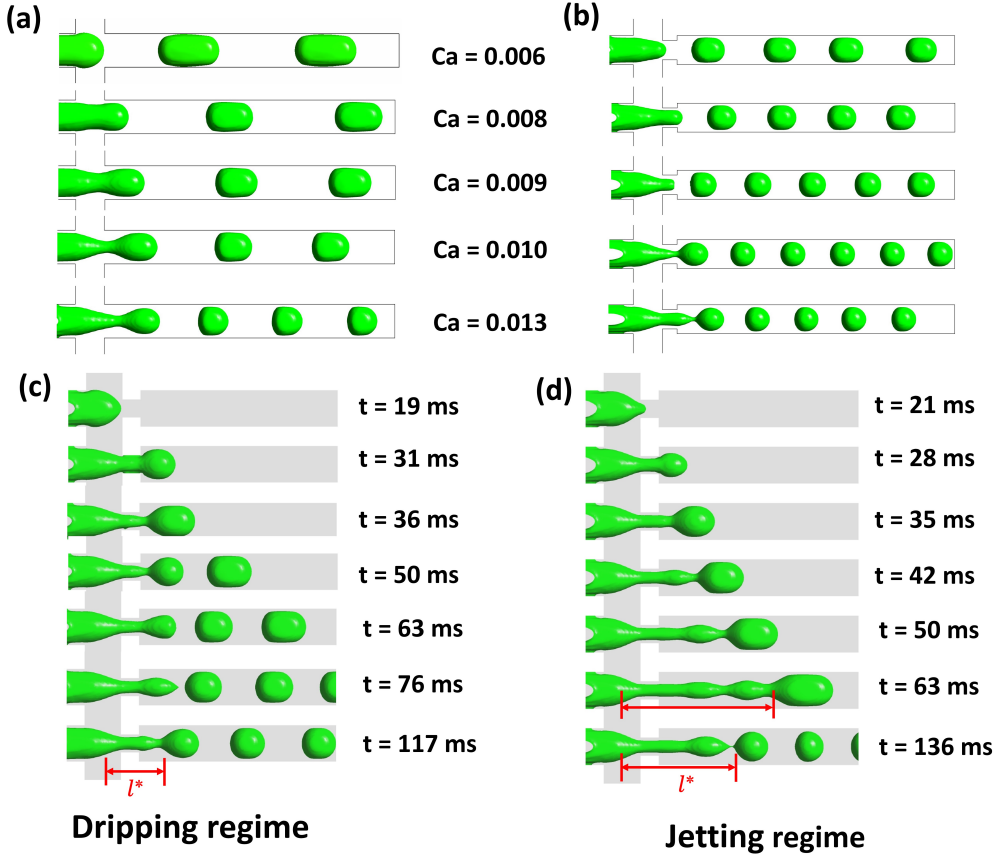 (a)
(b)
Ca = 0.006
Ca = 0.008
Ca = 0.009
Ca = 0.010
Ca = 0.013
(c)
t = 19 ms
t = 31 ms
t = 36 ms
t = 50 ms
t = 63 ms
t = 76 ms
t = 117 ms
l*
Dripping regime
(d)
t = 21 ms
t = 28 ms
t = 35 ms
t = 42 ms
t = 50 ms
t = 63 ms
t = 136 ms
l*
Jetting regime